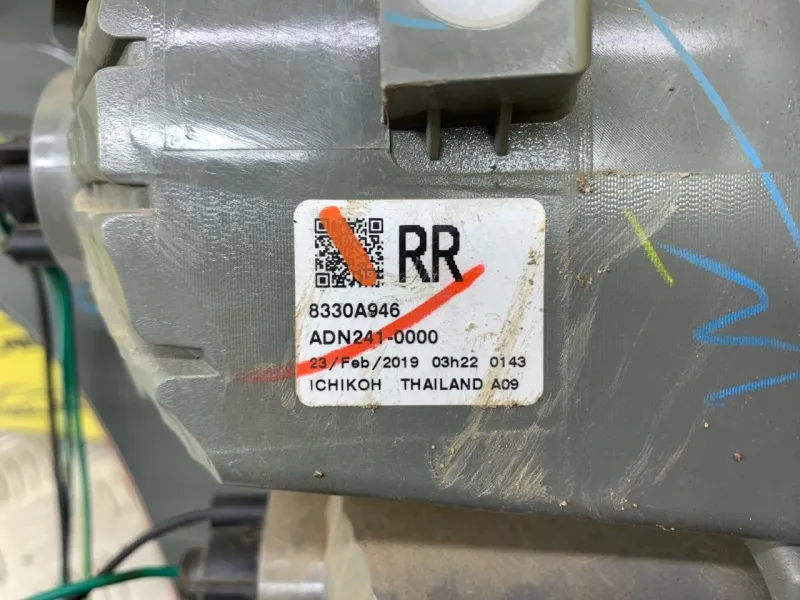 RR
8330A946
ADN241-0000
23/Feb/2019 03h22 0143
ICHIKOH THAILAND A09